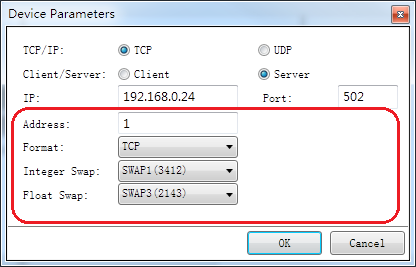 Device Parameters
TCP/IP: TCP UDP
Client/Server: Client Server
IP: 192.168.0.24 Port: 502
Address: 1
Format: TCP
Integer Swap: SWAP1(3412)
Float Swap: SWAP3(2143)
OK Cancel